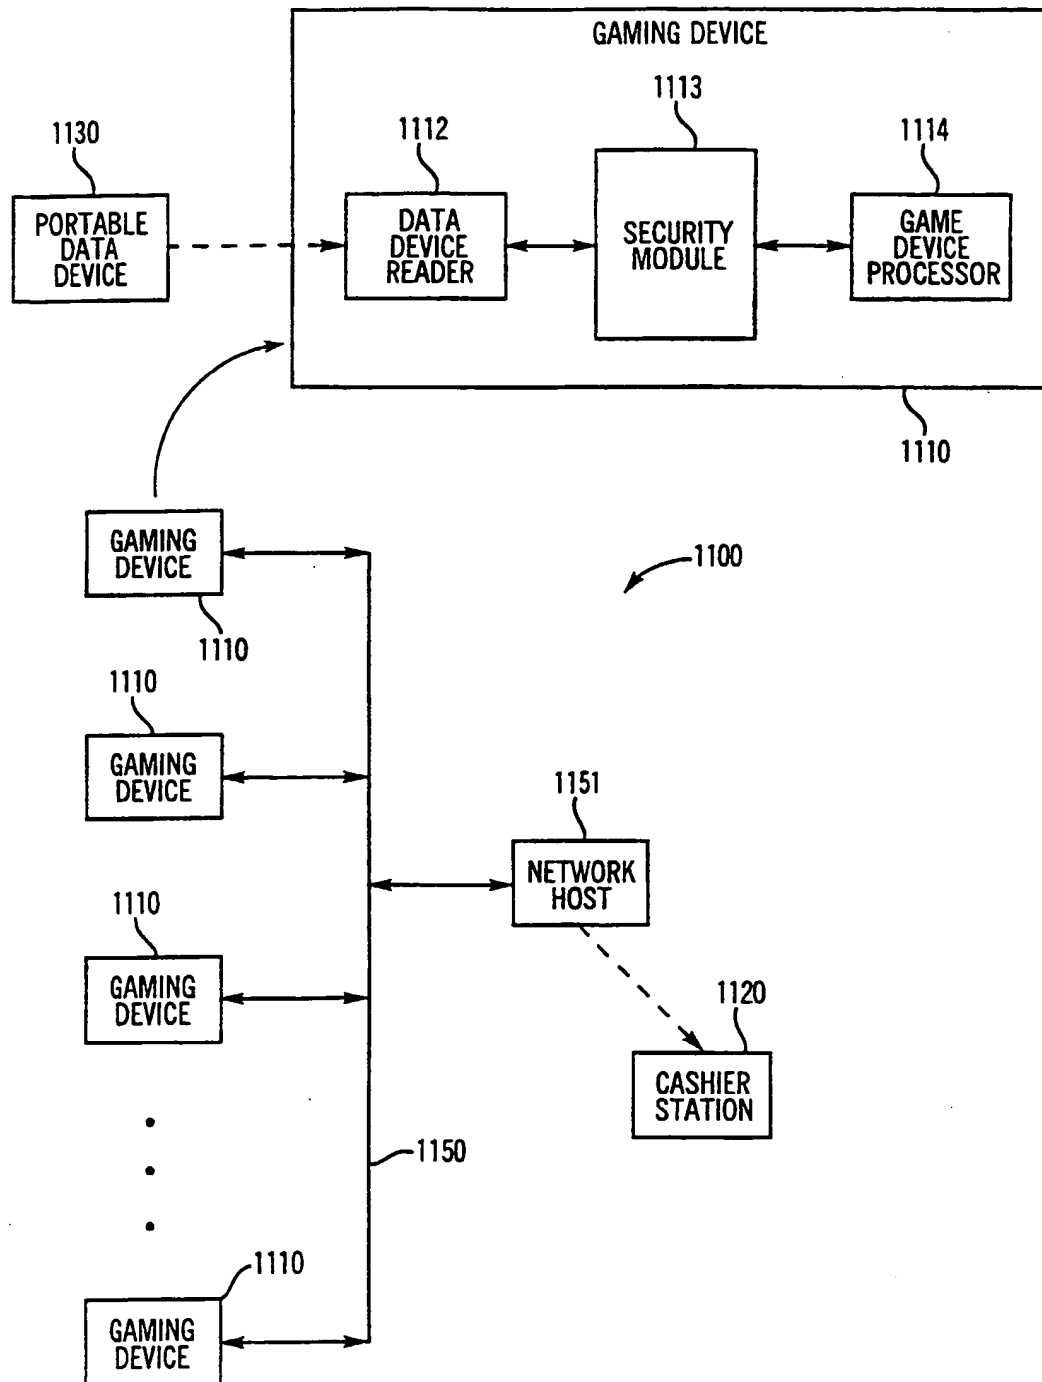 GAMING DEVICE
1130
1112
1113
1114
PORTABLE
DATA
DEVICE
DATA
DEVICE
READER
SECURITY
MODULE
GAME
DEVICE
PROCESSOR
1110
GAMING
DEVICE
1110
1100
1110
GAMING
DEVICE
1151
NETWORK
HOST
1110
GAMING
DEVICE
1120
CASHIER
STATION
1150
1110
GAMING
DEVICE